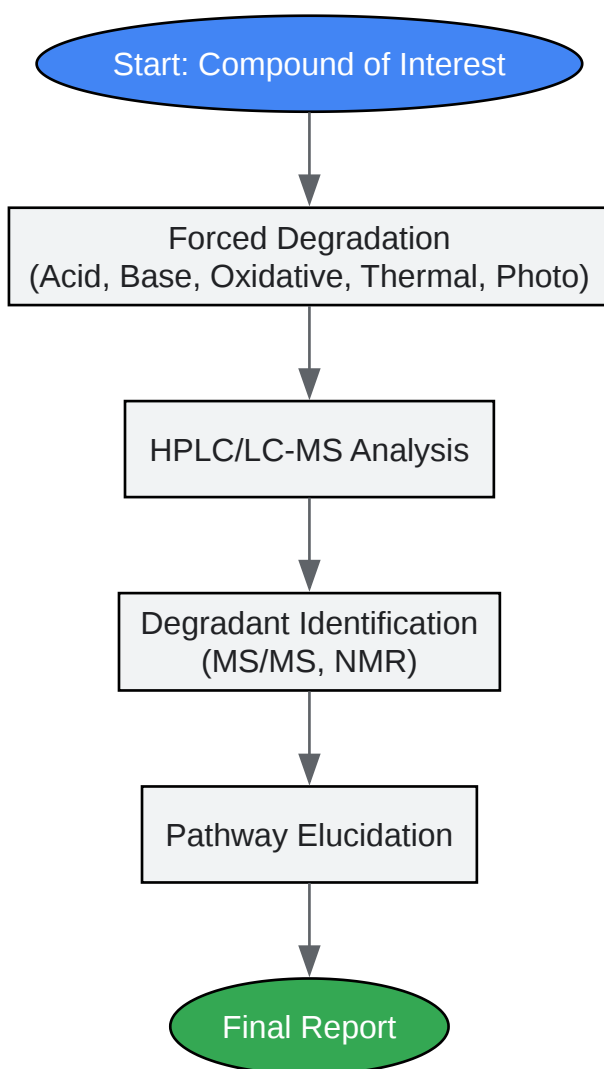 Start: Compound of Interest
Forced Degradation
(Acid, Base, Oxidative, Thermal, Photo)
HPLC/LC-MS Analysis
Degradant Identification
(MS/MS, NMR)
Pathway Elucidation
Final Report